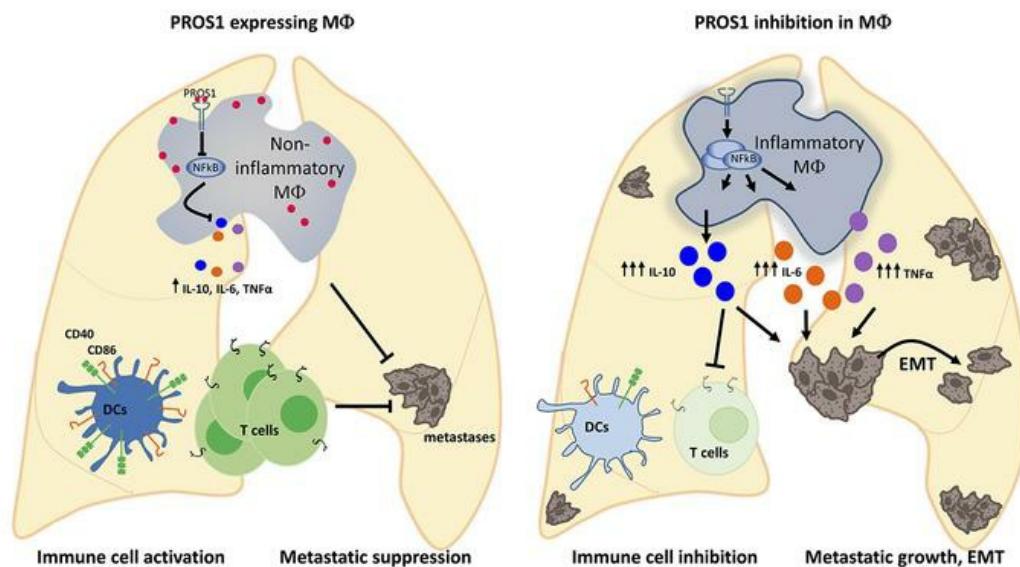 PROS1 expressing MΦ
PROS1
NFkB
Non-
inflammatory
MΦ
↑ IL-10, IL-6, TNFα
CD40
CD86
DCs
T cells
metastases
Immune cell activation
Metastatic suppression
PROS1 inhibition in MΦ
NFkB
Inflammatory
MΦ
↑↑↑ IL-10
↑↑↑ IL-6
↑↑↑ TNFα
EMT
DCs
T cells
Immune cell inhibition
Metastatic growth, EMT